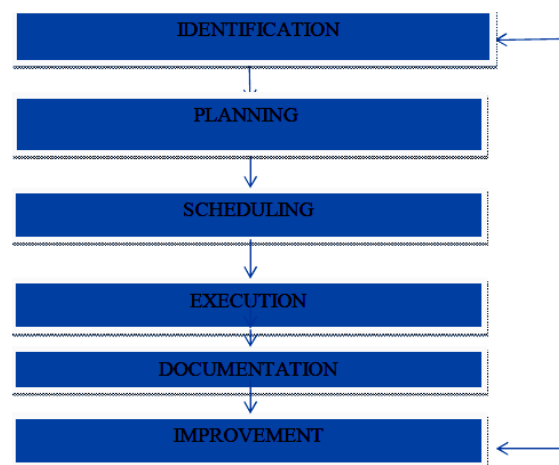 IDENTIFICATION
PLANNING
SCHEDULING
EXECUTION
DOCUMENTATION
IMPROVEMENT